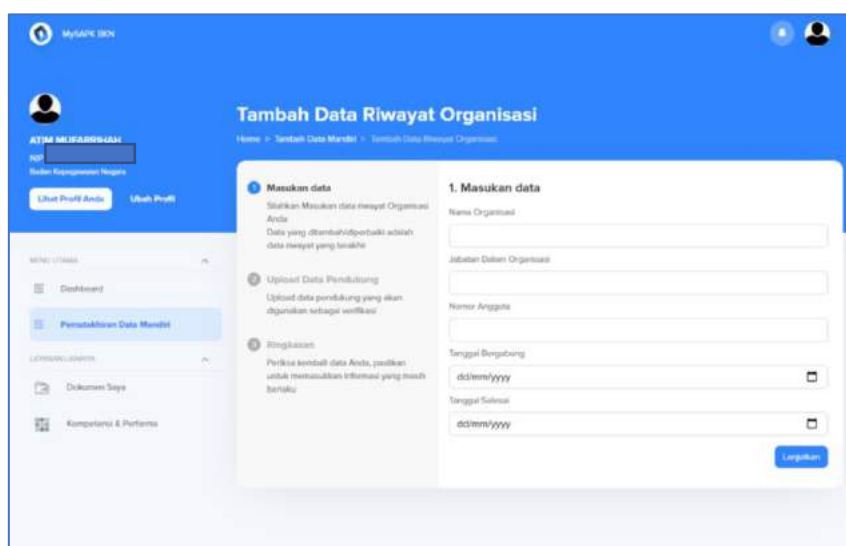 MySAPK BKN
ATIM MUFARRIHAH
NIP
Badan Kepegawaian Negara
Lihat Profil Anda
Ubah Profil
MENU UTAMA
Dashboard
Pemutakhiran Data Mandiri
LAYANAN LAINNYA
Dokumen Saya
Kompetensi & Performa
Tambah Data Riwayat Organisasi
Home > Tambah Data Mandiri > Tambah Data Riwayat Organisasi
1 Masukan data
Silahkan Masukan data riwayat Organisasi
Anda
Data yang ditambah/diperbaiki adalah
data riwayat yang terakhir
2 Upload Data Pendukung
Upload data pendukung yang akan
digunakan sebagai verifikasi
3 Ringkasan
Periksa kembali data Anda, pastikan
untuk memasukkan informasi yang masih
berlaku
1. Masukan data
Nama Organisasi
Jabatan Dalam Organisasi
Nomor Anggota
Tanggal Bergabung
dd/mm/yyyy
Tanggal Selesai
dd/mm/yyyy
Lanjutkan